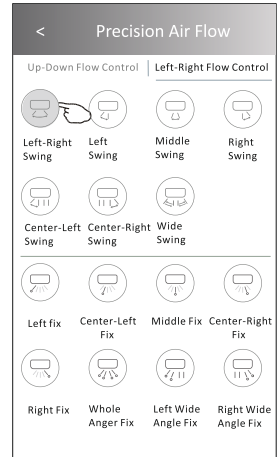 < Precision Air Flow
Up-Down Flow Control Left-Right Flow Control
Left-Right Swing
Left Swing
Middle Swing
Right Swing
Center-Left Swing
Center-Right Swing
Wide Swing
Left fix
Center-Left Fix
Middle Fix
Center-Right Fix
Right Fix
Whole Anger Fix
Left Wide Angle Fix
Right Wide Angle Fix